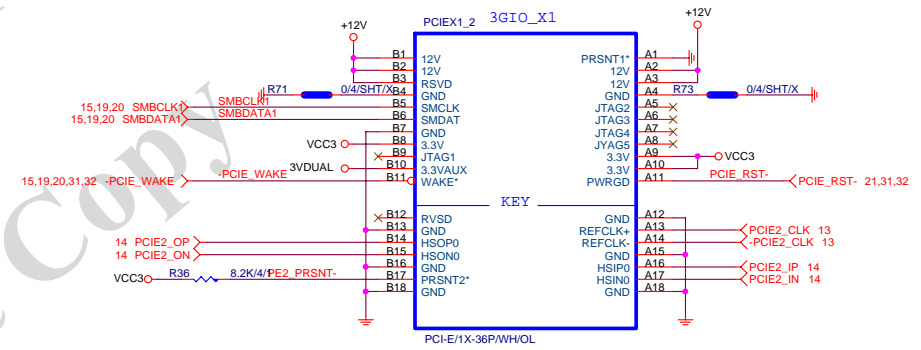 PCIEX1_2 3GIO_X1
+12V +12V
B1 12V PRSNT1* A1
B2 12V 12V A2
B3 RSVD 12V A3
R71 0/4/SHT/X B4 GND GND A4 R73 0/4/SHT/X
15,19,20 SMBCLK1 SMBCLK1 B5 SMCLK JTAG2 A5
15,19,20 SMBDATA1 SMBDATA1 B6 SMDAT JTAG3 A6
B7 GND JTAG4 A7
VCC3 B8 3.3V JYAG5 A8
B9 JTAG1 3.3V A9 VCC3
3VDUAL B10 3.3VAUX 3.3V A10
15,19,20,31,32 -PCIE_WAKE -PCIE_WAKE B11 WAKE* PWRGD A11 PCIE_RST- PCIE_RST- 21,31,32
KEY
B12 RVSD GND A12
B13 GND REFCLK+ A13 PCIE2_CLK 13
14 PCIE2_OP B14 HSOP0 REFCLK- A14 -PCIE2_CLK 13
14 PCIE2_ON B15 HSON0 GND A15
B16 GND HSIP0 A16 PCIE2_IP 14
VCC3 R36 8.2K/4/1 PE2_PRSNT- B17 PRSNT2* HSIN0 A17 PCIE2_IN 14
B18 GND GND A18
PCI-E/1X-36P/WH/OL
Copy